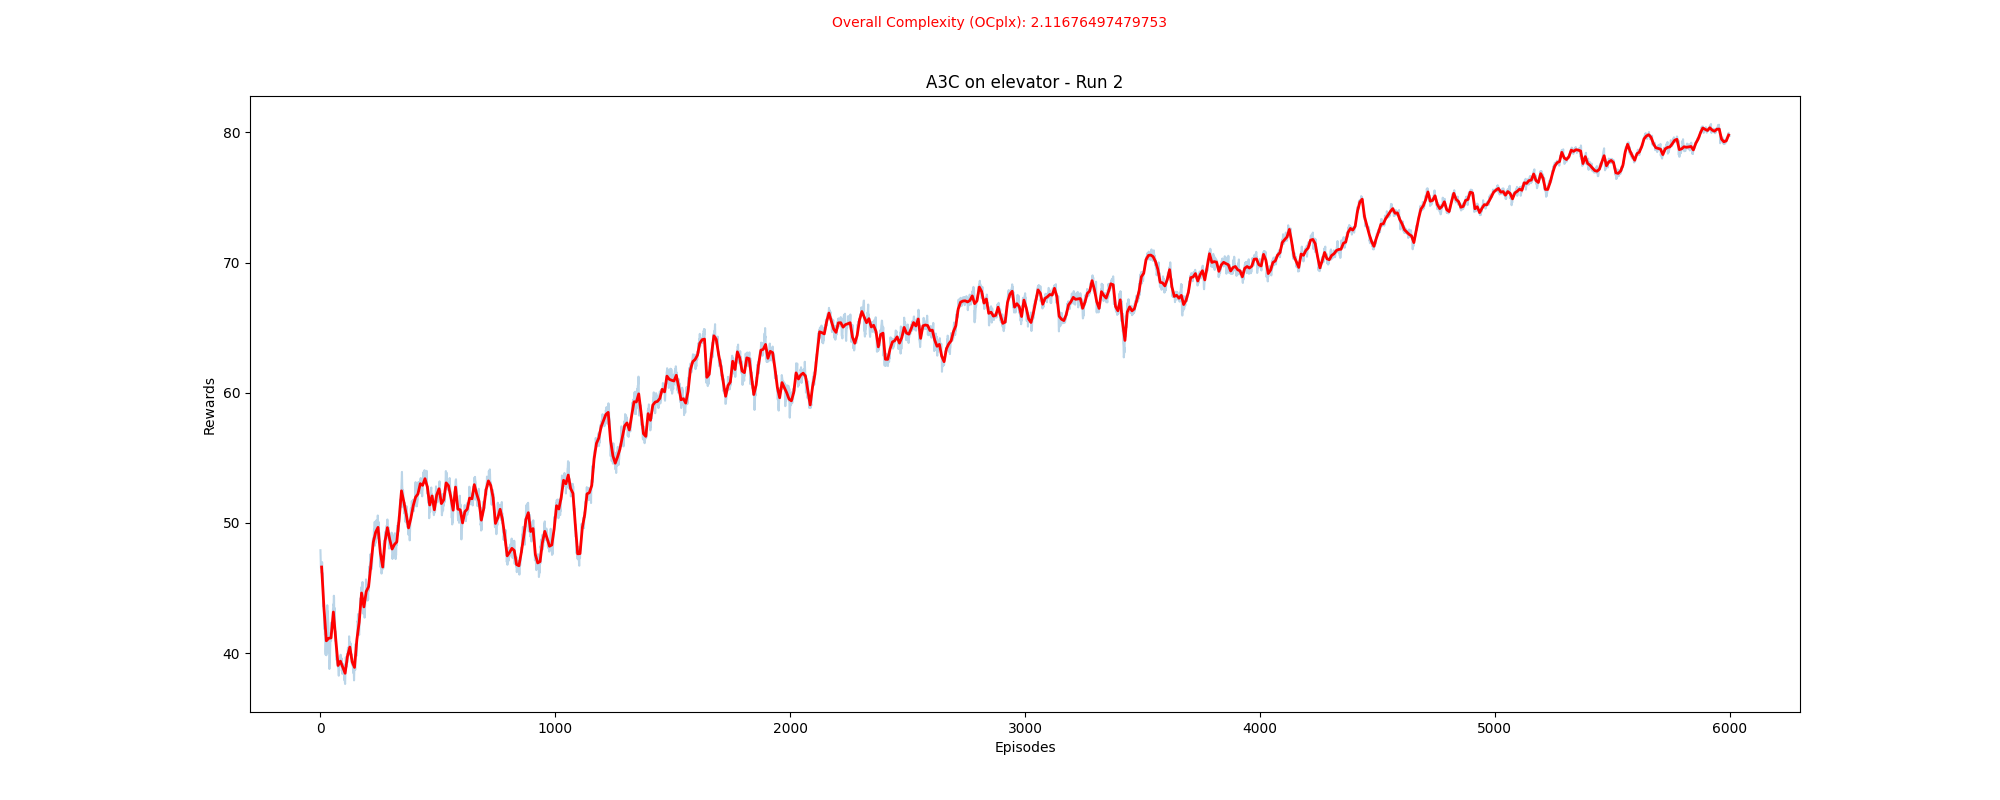 Overall Complexity (OCplx): 2.11676497479753
A3C on elevator - Run 2
80
70
60
50
40
Rewards
0 1000 2000 3000 4000 5000 6000
Episodes